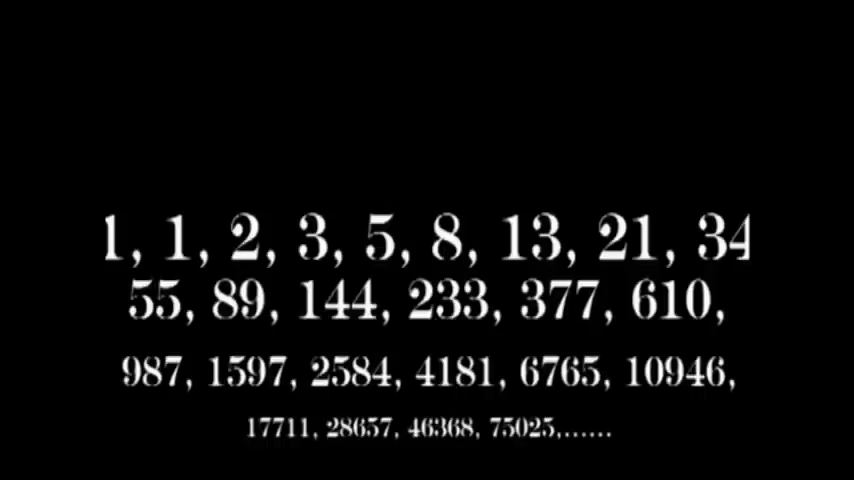 1, 1, 2, 3, 5, 8, 13, 21, 34
55, 89, 144, 233, 377, 610,
987, 1597, 2584, 4181, 6765, 10946,
17711, 28657, 46368, 75025,......